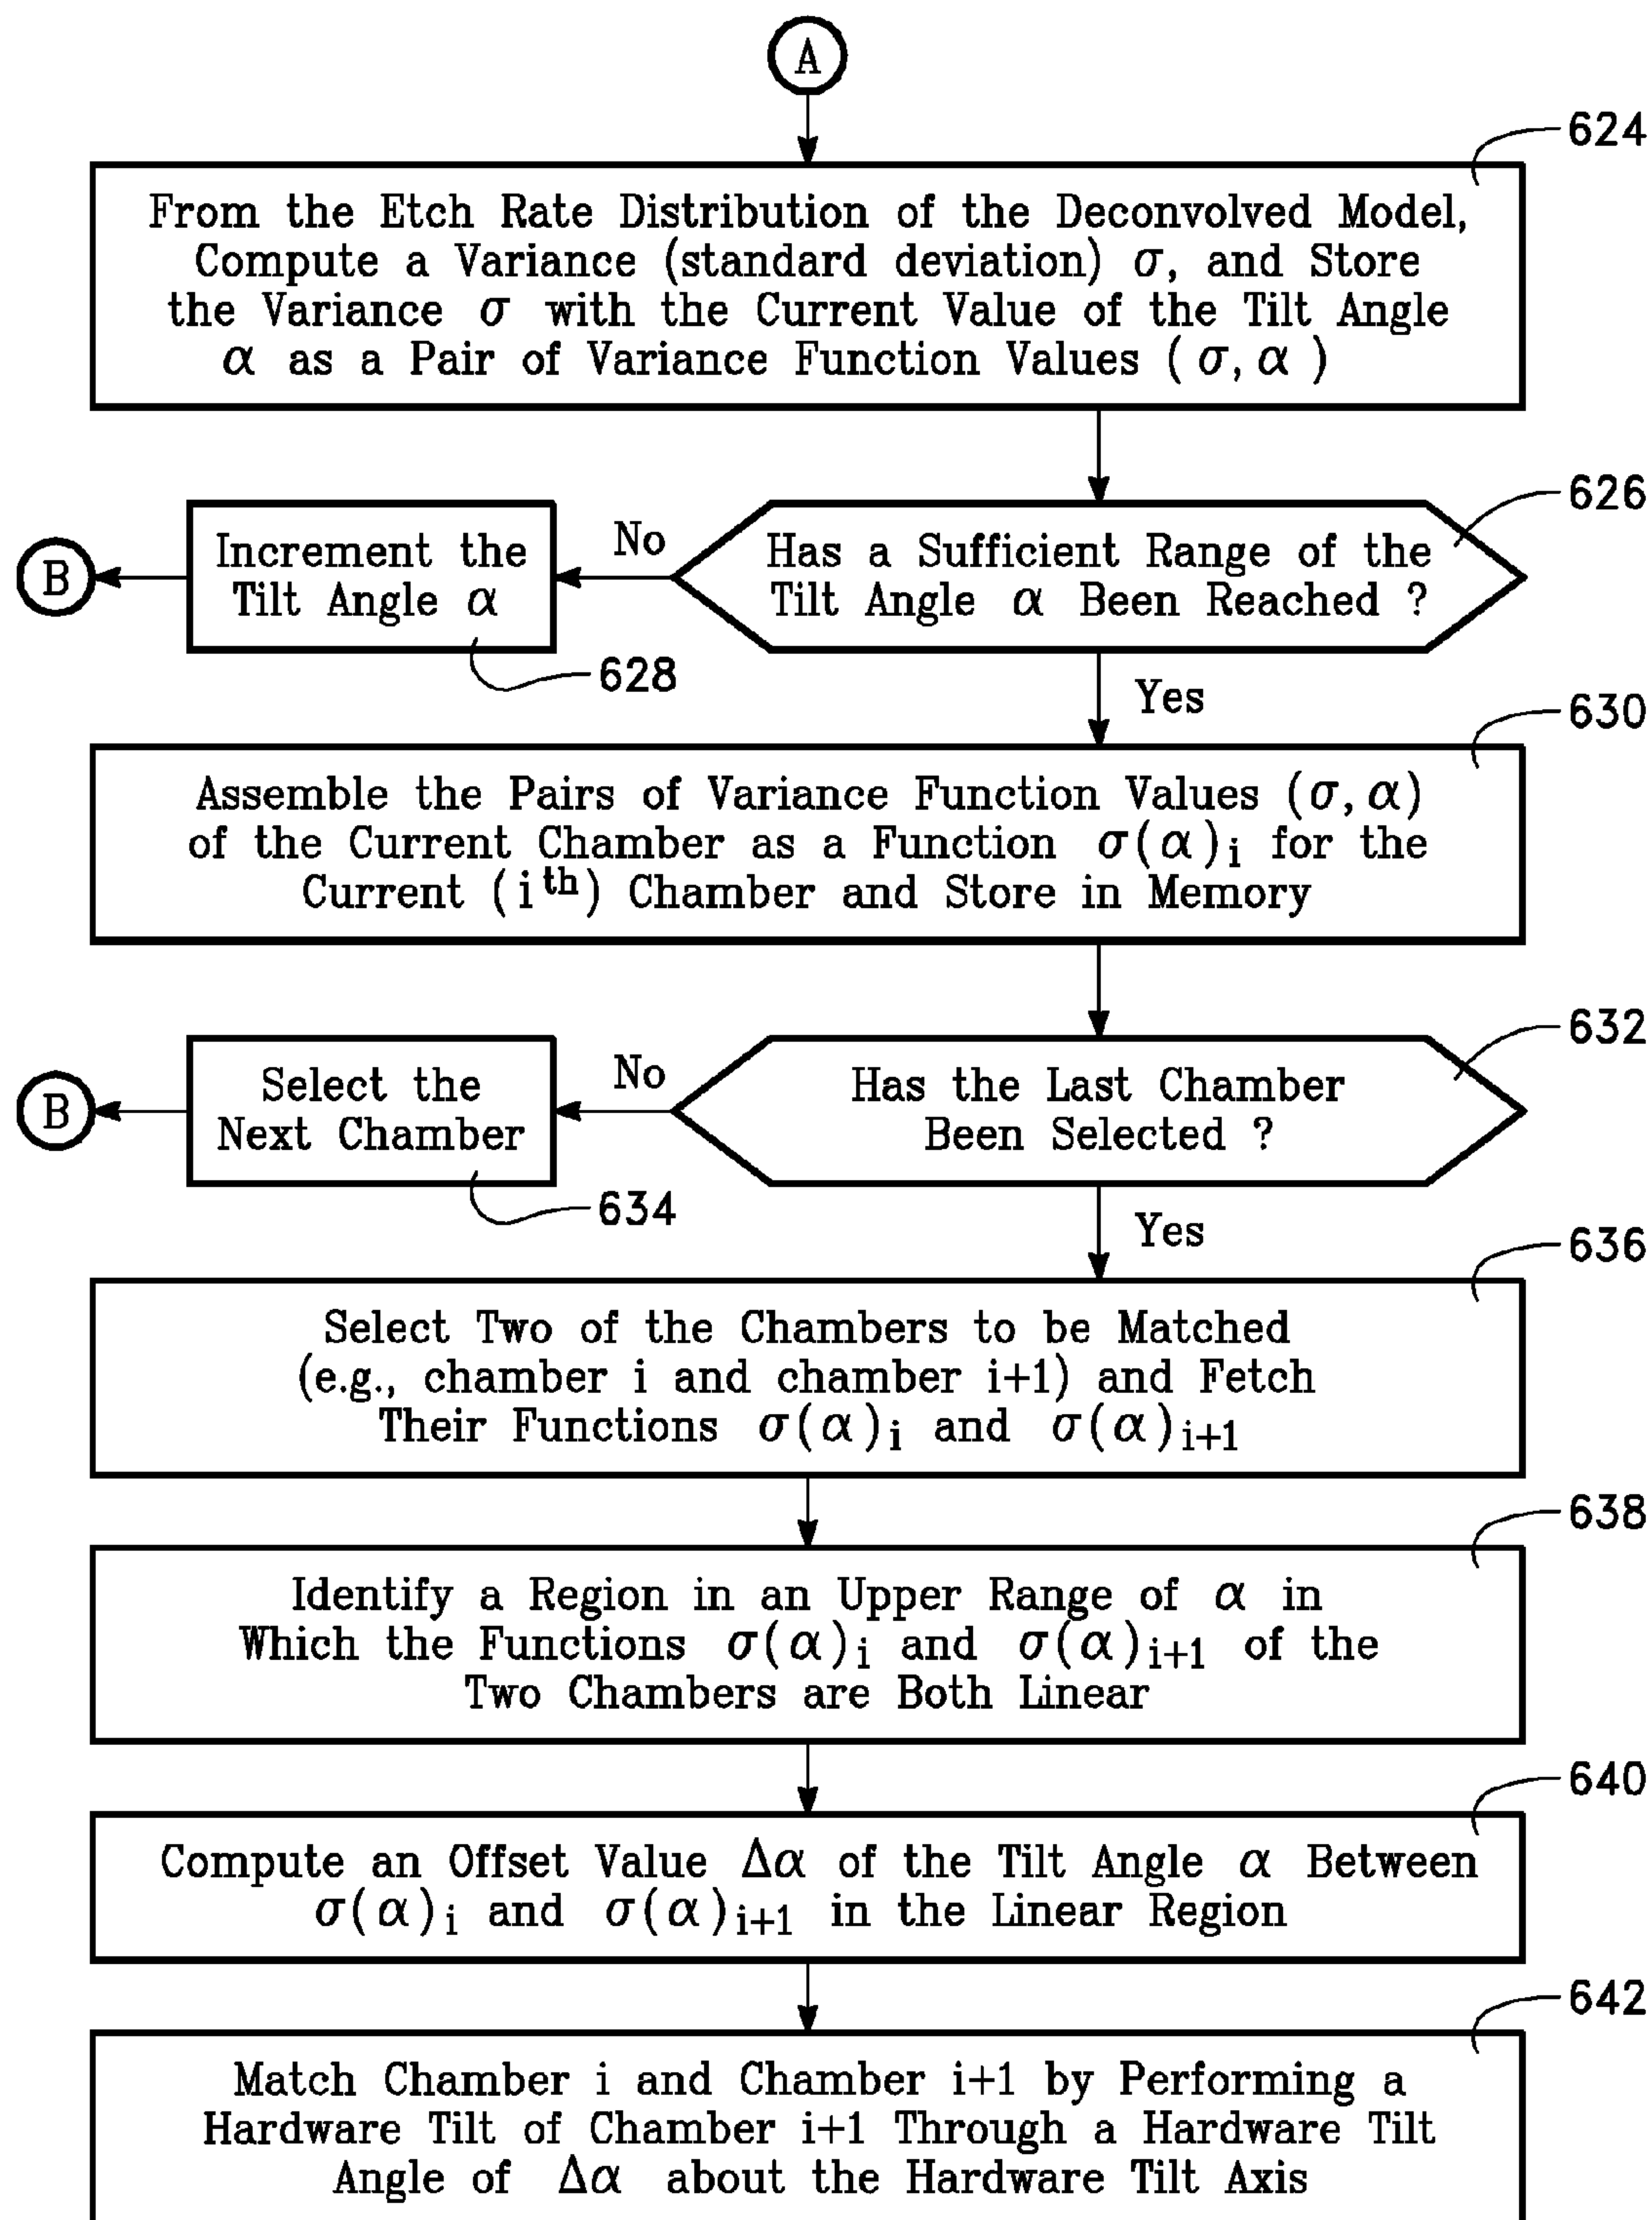 A
624
From the Etch Rate Distribution of the Deconvolved Model,
Compute a Variance (standard deviation) σ, and Store
the Variance σ with the Current Value of the Tilt Angle
α as a Pair of Variance Function Values (σ, α)
626
Has a Sufficient Range of the
Tilt Angle α Been Reached ?
No
Increment the
Tilt Angle α
628
B
Yes
630
Assemble the Pairs of Variance Function Values (σ, α)
of the Current Chamber as a Function σ(α)i for the
Current (ith) Chamber and Store in Memory
632
Has the Last Chamber
Been Selected ?
No
Select the
Next Chamber
634
B
Yes
636
Select Two of the Chambers to be Matched
(e.g., chamber i and chamber i+1) and Fetch
Their Functions σ(α)i and σ(α)i+1
638
Identify a Region in an Upper Range of α in
Which the Functions σ(α)i and σ(α)i+1 of the
Two Chambers are Both Linear
640
Compute an Offset Value Δα of the Tilt Angle α Between
σ(α)i and σ(α)i+1 in the Linear Region
642
Match Chamber i and Chamber i+1 by Performing a
Hardware Tilt of Chamber i+1 Through a Hardware Tilt
Angle of Δα about the Hardware Tilt Axis